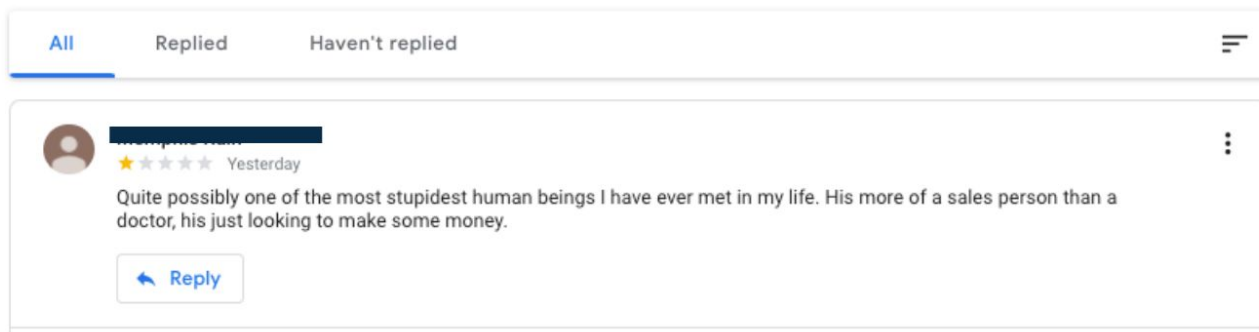 All Replied Haven't replied
Yesterday
Quite possibly one of the most stupidest human beings I have ever met in my life. His more of a sales person than a
doctor, his just looking to make some money.
Reply